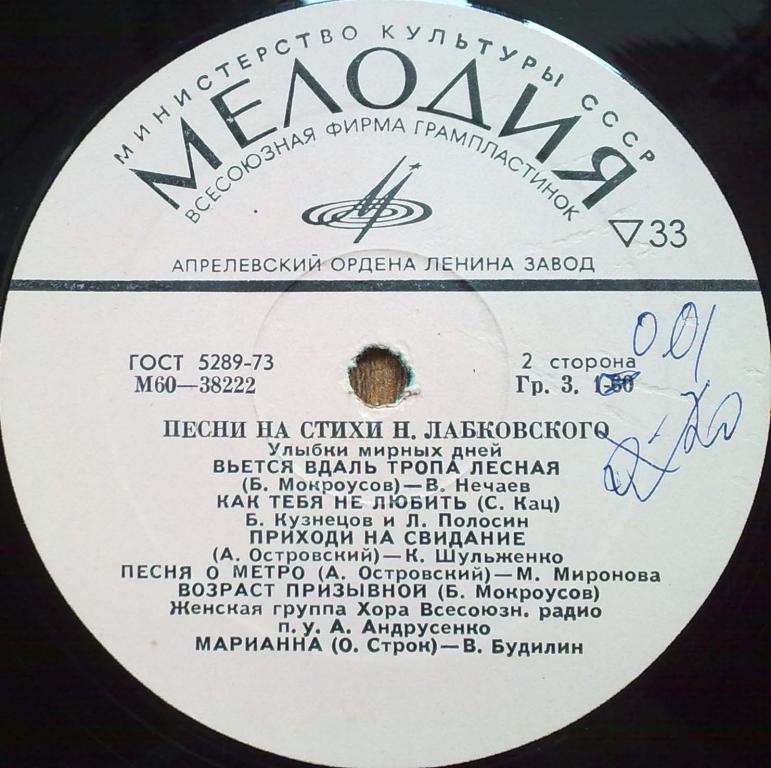 МИНИСТЕРСТВО КУЛЬТУРЫ СССР
МЕЛОДИЯ
ВСЕСОЮЗНАЯ ФИРМА ГРАМПЛАСТИНОК
33
АПРЕЛЕВСКИЙ ОРДЕНА ЛЕНИНА ЗАВОД
ГОСТ 5289-73
М60—38222
2 сторона
Гр. 3.
ПЕСНИ НА СТИХИ Н. ЛАБКОВСКОГО
Улыбки мирных дней
ВЬЕТСЯ ВДАЛЬ ТРОПА ЛЕСНАЯ
(Б. Мокроусов)—В. Нечаев
КАК ТЕБЯ НЕ ЛЮБИТЬ (С. Кац)
Б. Кузнецов и Л. Полосин
ПРИХОДИ НА СВИДАНИЕ
(А. Островский)—К. Шульженко
ПЕСНЯ О МЕТРО (А. Островский)—М. Миронова
ВОЗРАСТ ПРИЗЫВНОЙ (Б. Мокроусов)
Женская группа Хора Всесоюзн. радио
п. у. А. Андрусенко
МАРИАННА (О. Строк)—В. Будилин